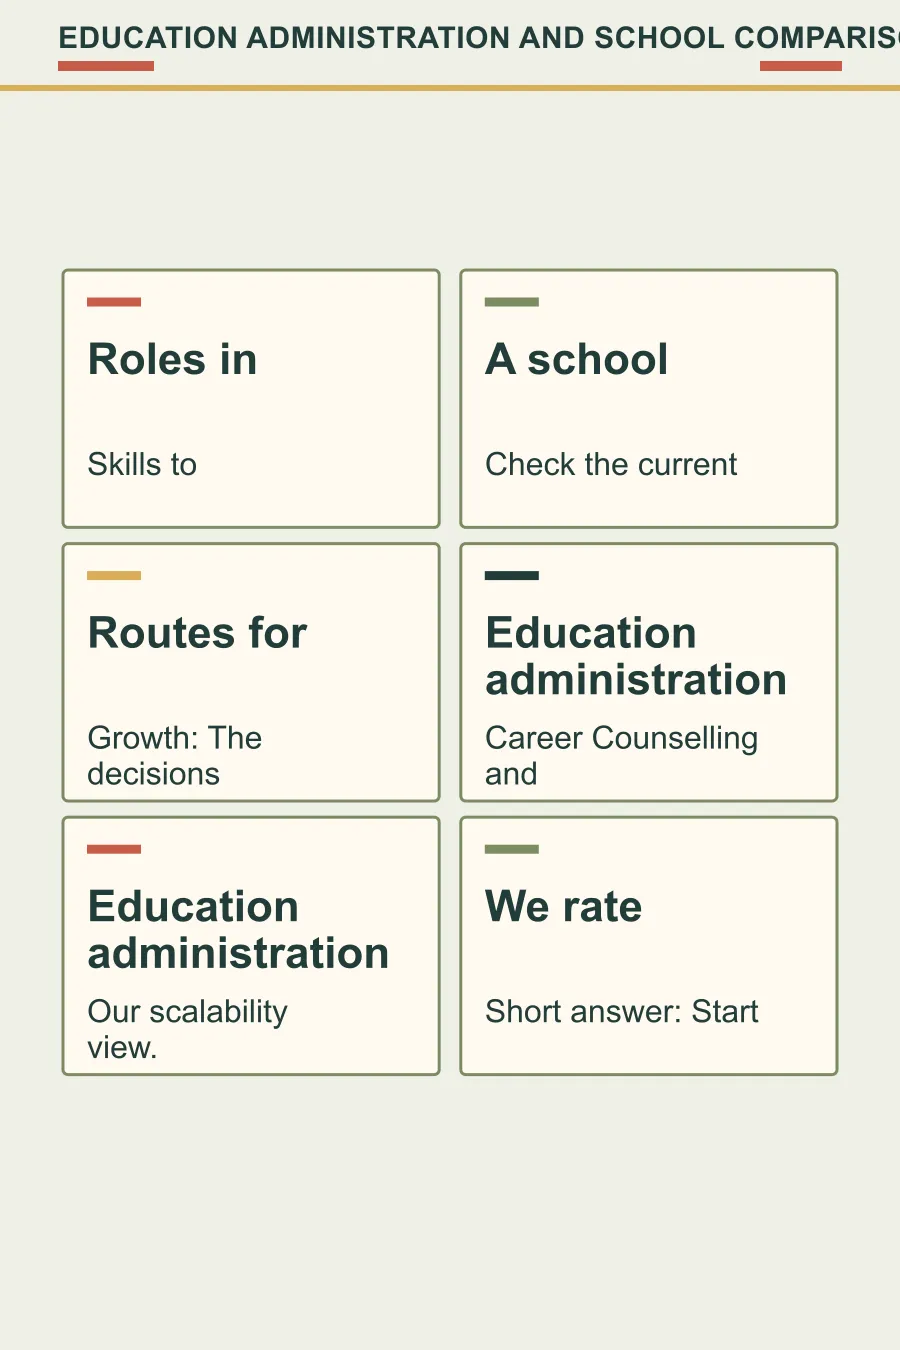 EDUCATION ADMINISTRATION AND SCHOOL COMPARIS
Roles in
Skills to
A school
Check the current
Routes for
Growth: The
decisions
Education
administration
Career Counselling
and
Education
administration
Our scalability
view.
We rate
Short answer: Start